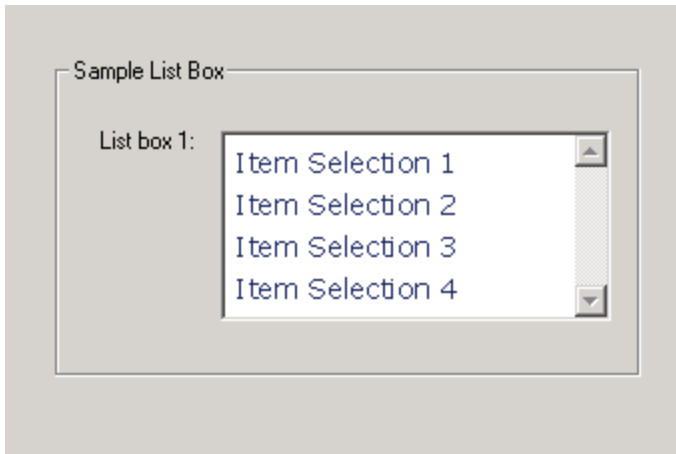 Sample List Box
List box 1:
Item Selection 1
Item Selection 2
Item Selection 3
Item Selection 4